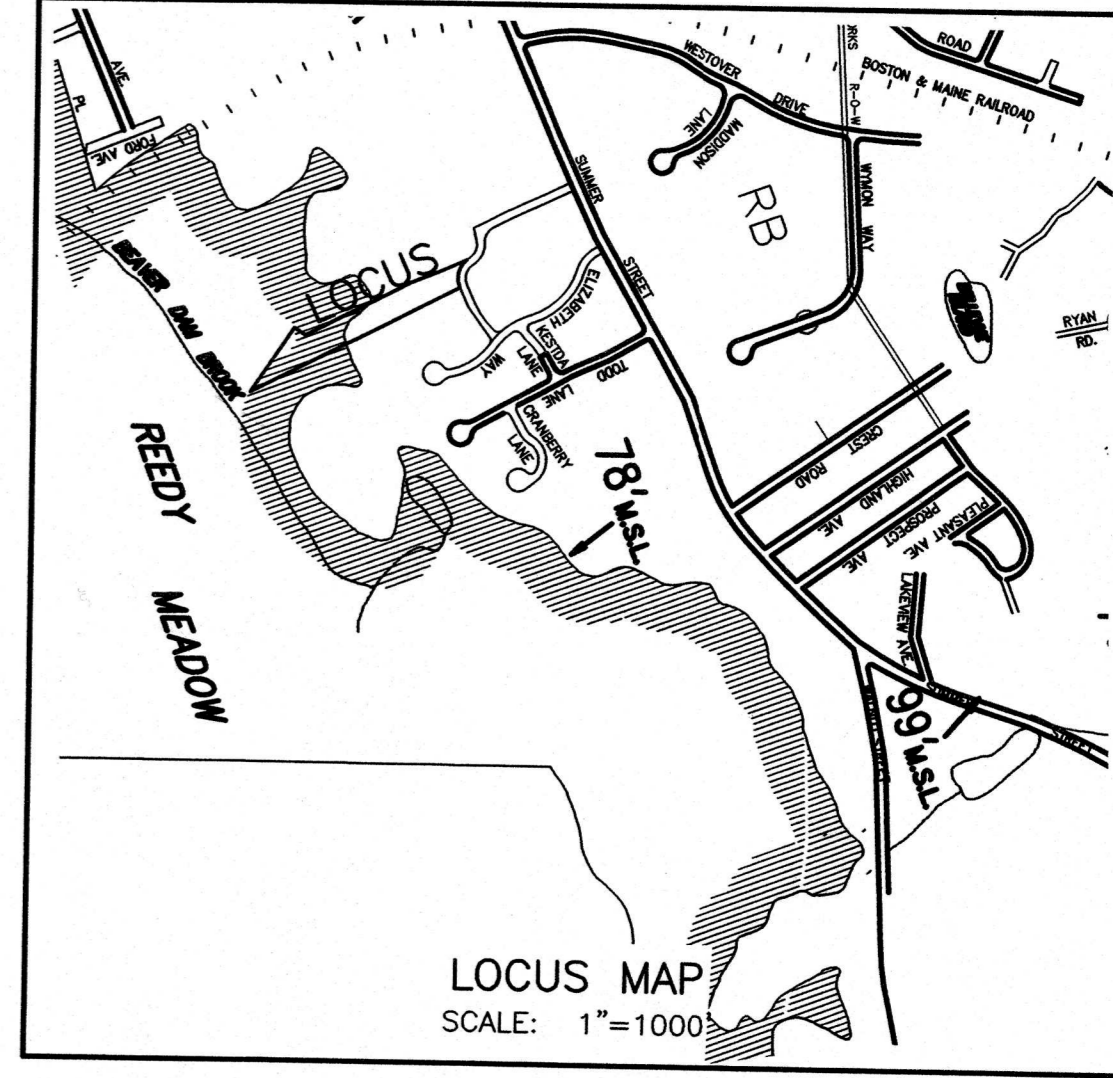 AVE.
PL
FORD AVE.
WESTOVER
DRIVE
R-O-W
ROAD
BOSTON & MAINE RAILROAD
MADDISON
LANE
SUMMER
STREET
RB
WYMON WAY
RYAN
RD.
LOCUS
BEAVER DAM BROOK
ELIZABETH
WAY
KESTDA
LANE
TODD
LANE
CRANBERRY
LANE
REEDY
MEADOW
78' M.S.L.
CREST
ROAD
HIGHLAND
AVE
PROSPECT
AVE
PLEASANT AVE.
LAKEVIEW AVE.
SUMMER
STREET
99' M.S.L.
LOCUS MAP
SCALE: 1"=1000